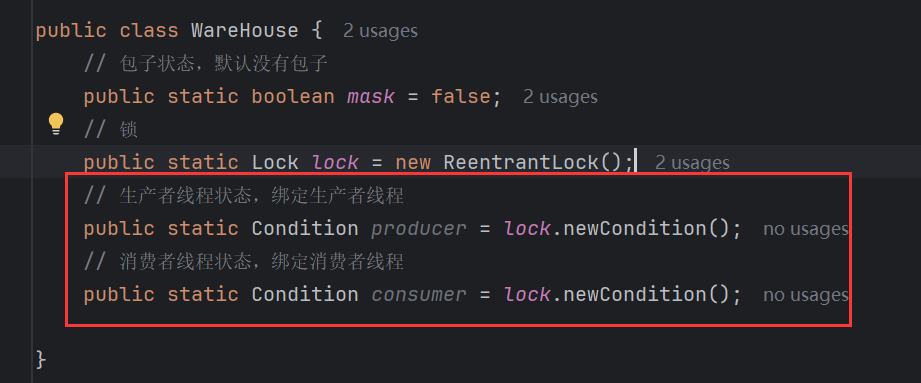 public class WareHouse { 2 usages
// 包子状态，默认没有包子
public static boolean mask = false; 2 usages
// 锁
public static Lock lock = new ReentrantLock(); 2 usages
// 生产者线程状态，绑定生产者线程
public static Condition producer = lock.newCondition(); no usages
// 消费者线程状态，绑定消费者线程
public static Condition consumer = lock.newCondition(); no usages
}